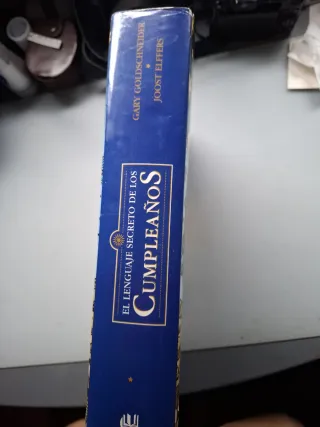 EL LENGUAJE SECRETO DE LOS
CUMPLEAÑOS
GARY GOLDSCHNEIDER
JOOST ELFFERS